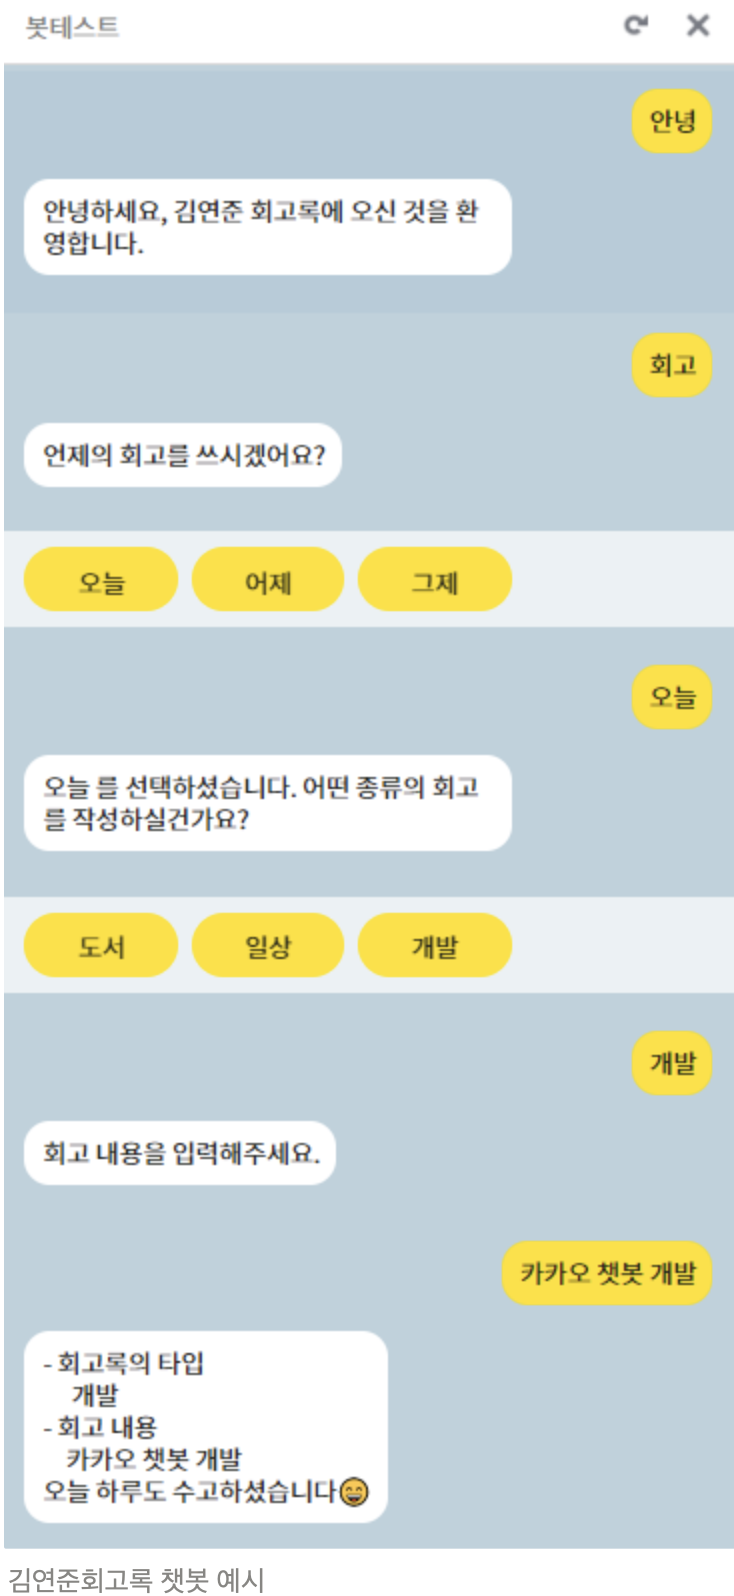 봇테스트
안녕
안녕하세요, 김연준 회고록에 오신 것을 환
영합니다.
회고
언제의 회고를 쓰시겠어요?
오늘 어제 그제
오늘
오늘 를 선택하셨습니다. 어떤 종류의 회고
를 작성하실건가요?
도서 일상 개발
개발
회고 내용을 입력해주세요.
카카오 챗봇 개발
- 회고록의 타입
개발
- 회고 내용
카카오 챗봇 개발
오늘 하루도 수고하셨습니다😄
김연준회고록 챗봇 예시